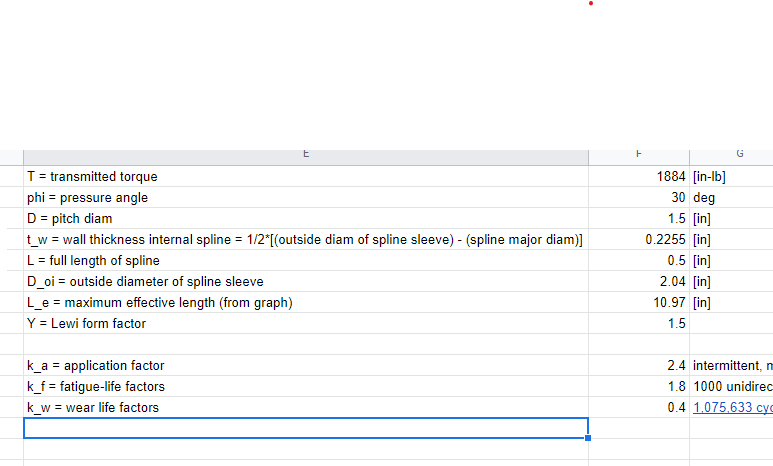 E F G
T = transmitted torque 1884 [in-lb]
phi = pressure angle 30 deg
D = pitch diam 1.5 [in]
t_w = wall thickness internal spline = 1/2*[(outside diam of spline sleeve) - (spline major diam)] 0.2255 [in]
L = full length of spline 0.5 [in]
D_oi = outside diameter of spline sleeve 2.04 [in]
L_e = maximum effective length (from graph) 10.97 [in]
Y = Lewi form factor 1.5
k_a = application factor 2.4 intermittent,
k_f = fatigue-life factors 1.8 1000
k_w = wear life factors 0.4 1,075,633